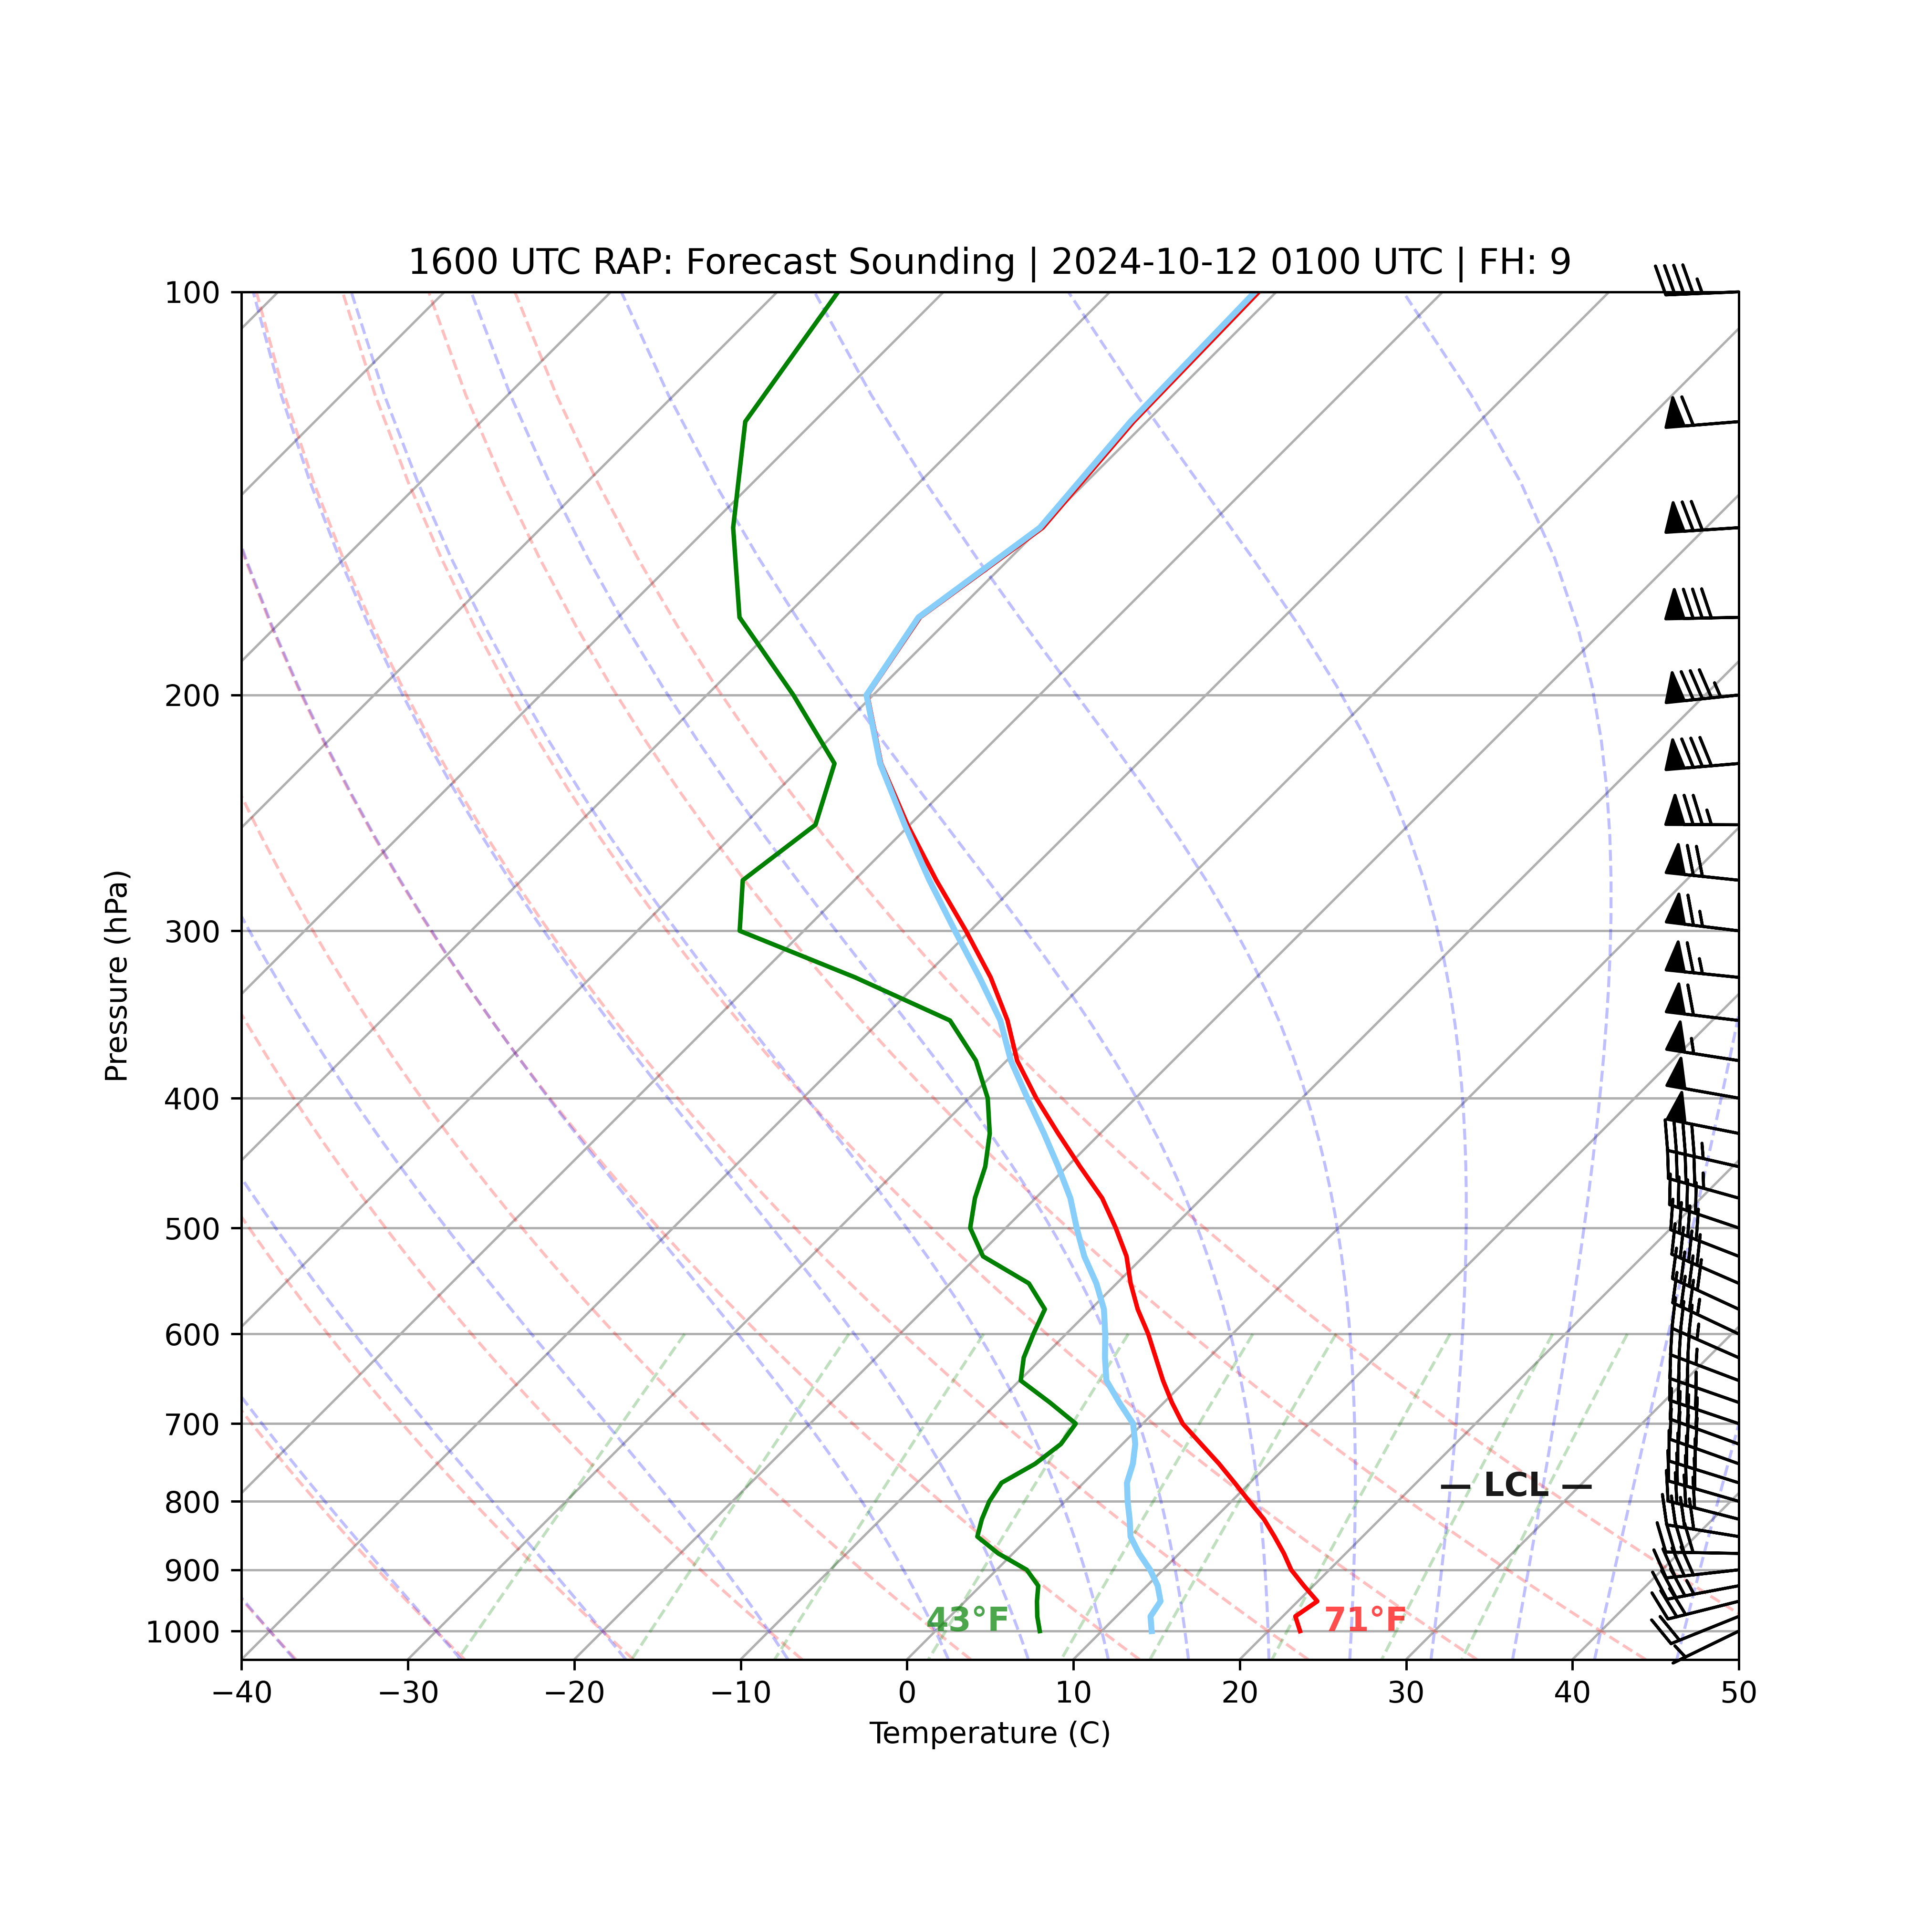 1600 UTC RAP: Forecast Sounding | 2024-10-12 0100 UTC | FH: 9
100
200
300
400
500
600
700
800
900
1000
Pressure (hPa)
— LCL —
43°F
71°F
−40 −30 −20 −10 0 10 20 30 40 50
Temperature (C)